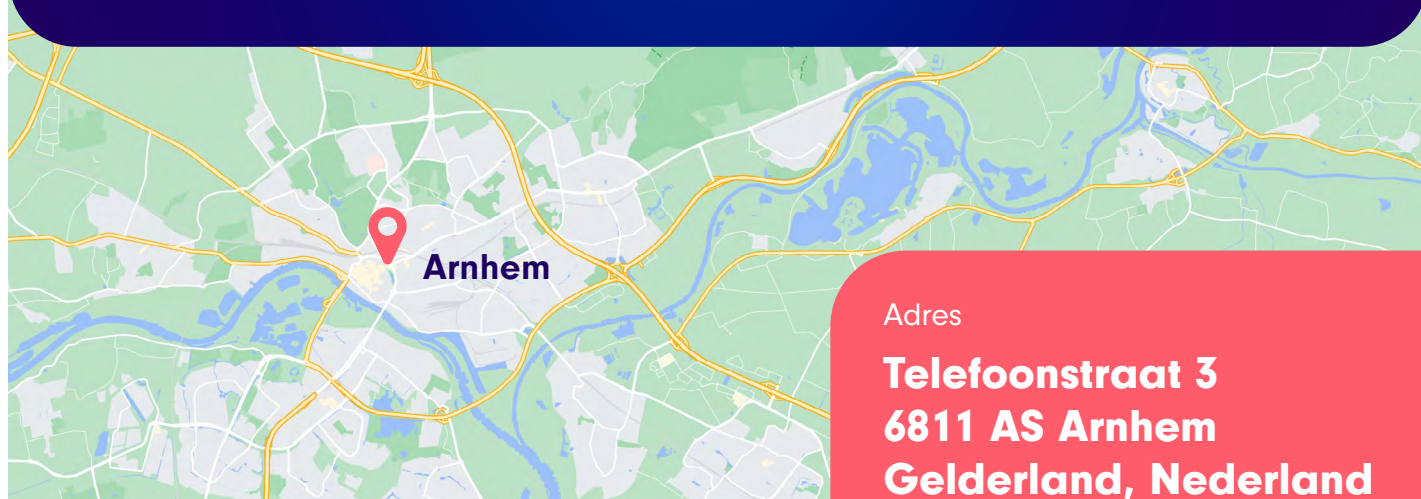 Arnhem
Adres
Telefoonstraat 3
6811 AS Arnhem
Gelderland, Nederland